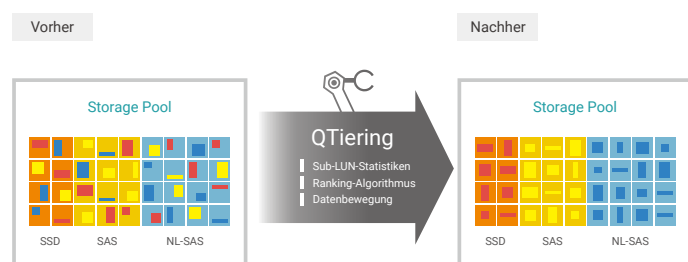 Vorher
Nachher
Storage Pool
SSD
SAS
NL-SAS
QTiering
Sub-LUN-Statistiken
Ranking-Algorithmus
Datenbewegung
Storage Pool
SSD
SAS
NL-SAS